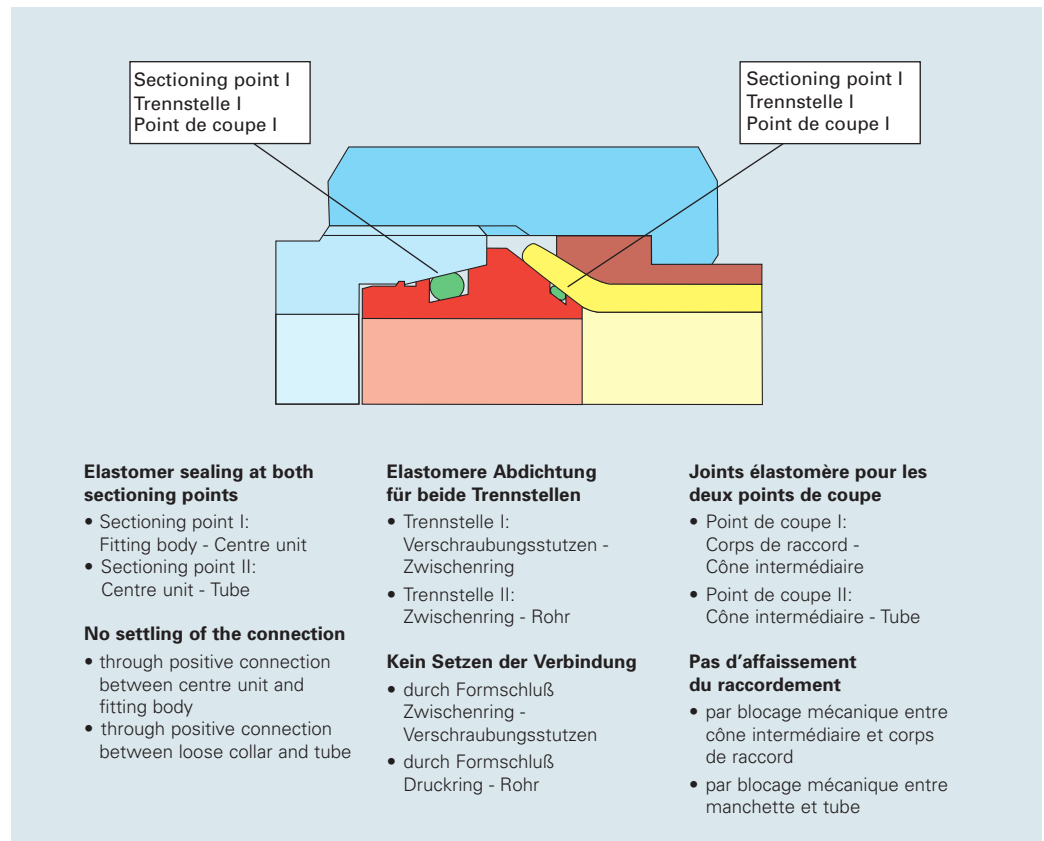 Sectioning point I
Trennstelle I
Point de coupe I
Sectioning point I
Trennstelle I
Point de coupe I
Elastomer sealing at both
sectioning points
• Sectioning point I:
Fitting body - Centre unit
• Sectioning point II:
Centre unit - Tube
No settling of the connection
• through positive connection
between centre unit and
fitting body
• through positive connection
between loose collar and tube
Elastomere Abdichtung
für beide Trennstellen
• Trennstelle I:
Verschraubungsstutzen -
Zwischenring
• Trennstelle II:
Zwischenring - Rohr
Kein Setzen der Verbindung
• durch Formschluß
Zwischenring -
Verschraubungsstutzen
• durch Formschluß
Druckring - Rohr
Joints élastomère pour les
deux points de coupe
• Point de coupe I:
Corps de raccord -
Cône intermédiaire
• Point de coupe II:
Cône intermédiaire - Tube
Pas d’affaissement
du raccordement
• par blocage mécanique entre
cône intermédiaire et corps
de raccord
• par blocage mécanique entre
manchette et tube